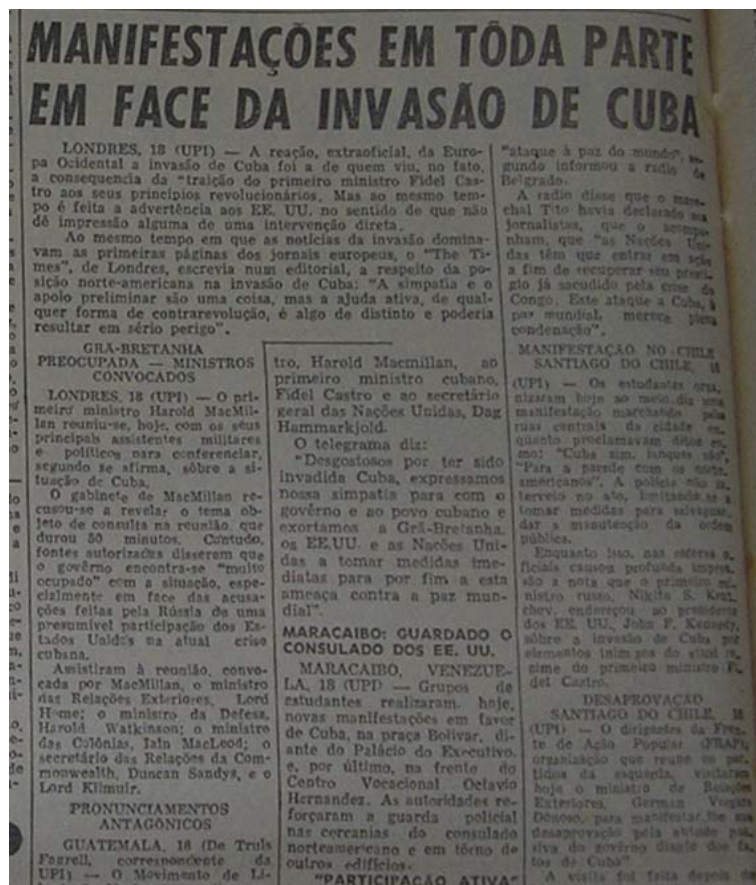 MANIFESTAÇÕES EM TÔDA PARTE
EM FACE DA INVASÃO DE CUBA
LONDRES, 18 (UPI) — A reação, extraoficial, da Euro-
pa Ocidental a invasão de Cuba foi a de quem viu, no fato,
a consequencia da "traição do primeiro ministro Fidel Cas-
tro aos seus principios revolucionários. Mas ao mesmo tem-
po é feita a advertência aos EE. UU. no sentido de que não
dê impressão alguma de uma intervenção direta.
Ao mesmo tempo em que as noticias da invasão domina-
vam as primeiras páginas dos jornais europeus, o "The Ti-
mes", de Londres, escrevia num editorial, a respeito da po-
sição norte-americana na invasão de Cuba: "A simpatia e o
apoio preliminar são uma coisa, mas a ajuda ativa, de qual-
quer forma de contrarevolução, é algo de distinto e poderia
resultar em sério perigo".
GRÃ-BRETANHA
PREOCUPADA — MINISTROS
CONVOCADOS
LONDRES, 18 (UPI) — O pri-
meiro ministro Harold MacMil-
lan reuniu-se, hoje, com os seus
principais assistentes militares
e politicos para conferenciar,
segundo se afirma, sôbre a si-
tuação de Cuba.
O gabinete de MacMillan re-
cusou-se a revelar o tema ob-
jeto de consulta na reunião, que
durou 50 minutos. Contudo,
fontes autorizadas disseram que
o govêrno encontra-se "muito
ocupado" com a situação, espe-
cialmente em face das acusa-
ções feitas pela Rússia de uma
presumivel participação dos Es-
tados Unidos na atual crise
cubana.
Assistiram à reunião, convo-
cada por MacMillan, o ministro
das Relações Exteriores, Lord
Home; o ministro da Defesa,
Harold Watkinson; o ministro
das Colônias, Iain MacLeod; o
secretário das Relações da Com-
monwealth, Duncan Sandys, e o
Lord Kilmuir.
PRONUNCIAMENTOS
ANTAGÔNICOS
GUATEMALA, 18 (De Truls
Fagrell, correspondente da
UPI) — O Movimento de Li-
tro, Harold Macmillan, ao
primeiro ministro cubano,
Fidel Castro e ao secretário
geral das Nações Unidas, Dag
Hammarkjold.
O telegrama diz:
"Desgostosos por ter sido
invadida Cuba, expressamos
nossa simpatia para com o
govêrno e ao povo cubano e
exortamos a Grã-Bretanha,
os EE.UU. e as Nações Uni-
das a tomar medidas ime-
diatas para por fim a esta
ameaça contra a paz mun-
dial".
MARACAIBO: GUARDADO O
CONSULADO DOS EE. UU.
MARACAIBO, VENEZUE-
LA, 18 (UPI) — Grupos de
estudantes realizaram, hoje,
novas manifestações em favor
de Cuba, na praça Bolivar, di-
ante do Palácio do Executivo,
e, por último, na frente do
Centro Vocacional Octavio
Hernandez. As autoridades re-
forçaram a guarda policial
nas cercanias do consulado
norteamericano e em tôrno de
outros edificios.
"PARTICIPAÇÃO ATIVA"
"ataque à paz do mundo", se-
gundo informou a radio de
Belgrado.
A radio disse que o mare-
chal Tito havia declarado aos
jornalistas, que o acompa-
nham, que "as Nações Uni-
das têm que entrar em ação
a fim de recuperar seu presti-
gio já sacudido pela crise do
Congo. Este ataque a Cuba, à
paz mundial, merece plena
condenação".
MANIFESTAÇÃO NO CHILE
SANTIAGO DO CHILE, 18
(UPI) — Os estudantes orga-
nizaram hoje ao meio dia uma
manifestação marchando pelas
ruas centrais da cidade en-
quanto proclamavam ditos co-
mo: "Cuba sim, ianques não",
"Para a parede com os norte-
americanos". A policia não in-
terveio no ato, limitando-se a
tomar medidas para salvaguar-
dar a manutenção da ordem
pública.
Enquanto isso, nas esferas o-
ficiais causou profunda impres-
são a nota que o primeiro mi-
nistro russo, Nikita S. Krut-
chev, endereçou ao presidente
dos EE. UU., John F. Kennedy,
sôbre a invasão de Cuba por
elementos inimigos do atual re-
gime do primeiro ministro Fi-
del Castro.
DESAPROVAÇÃO
SANTIAGO DO CHILE, 18
(UPI) — O dirigentes da Fren-
te de Ação Popular (FRAP),
organização que reune os par-
tidos da esquerda, visitaram
hoje o ministro de Relações
Exteriores, German Vergara
Donoso, para manifestar-lhe sua
desaprovação pela atitude pas-
siva do govêrno diante dos fa-
tos de Cuba"
A visita foi feita depois